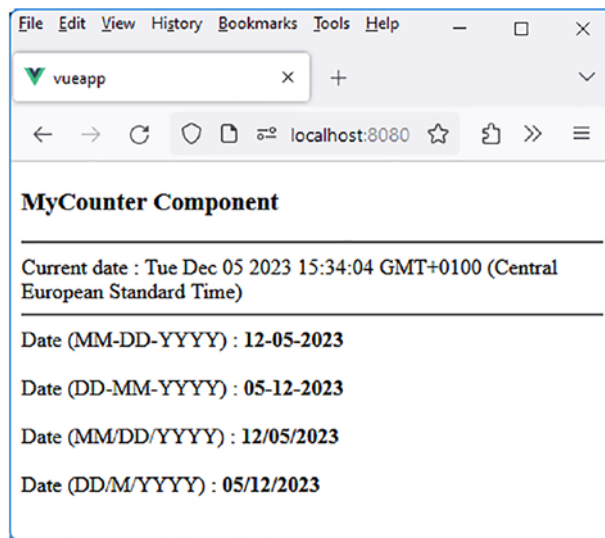 File Edit View History Bookmarks Tools Help
vueapp
localhost:8080
MyCounter Component
Current date : Tue Dec 05 2023 15:34:04 GMT+0100 (Central
European Standard Time)
Date (MM-DD-YYYY) : 12-05-2023
Date (DD-MM-YYYY) : 05-12-2023
Date (MM/DD/YYYY) : 12/05/2023
Date (DD/M/YYYY) : 05/12/2023